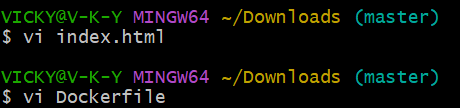 VICKY@V-K-Y MINGW64 ~/Downloads (master)
$ vi index.html
VICKY@V-K-Y MINGW64 ~/Downloads (master)
$ vi Dockerfile